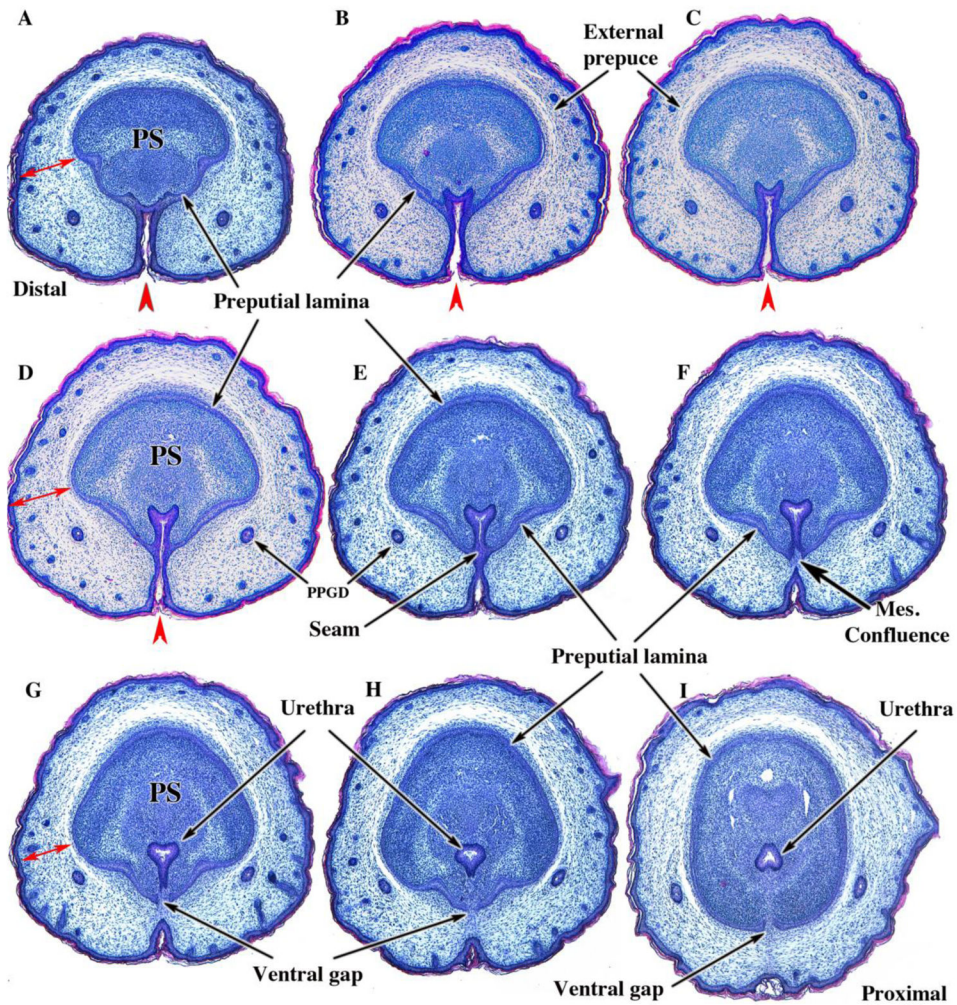 A
B
C
External
prepuce
PS
Distal
Preputial lamina
D
E
F
PS
PPGD
Seam
Mes.
Confluence
Preputial lamina
G
H
I
Urethra
Urethra
PS
Ventral gap
Ventral gap
Proximal